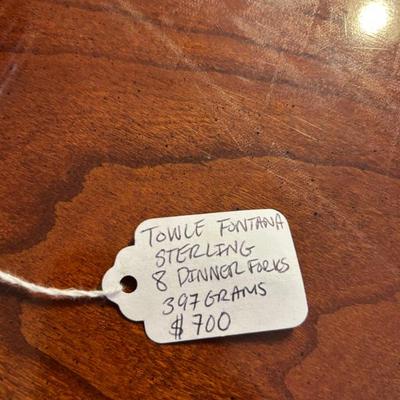 TOWLE FONTANA
STERLING
8 DINNER FORKS
397 GRAMS
$700